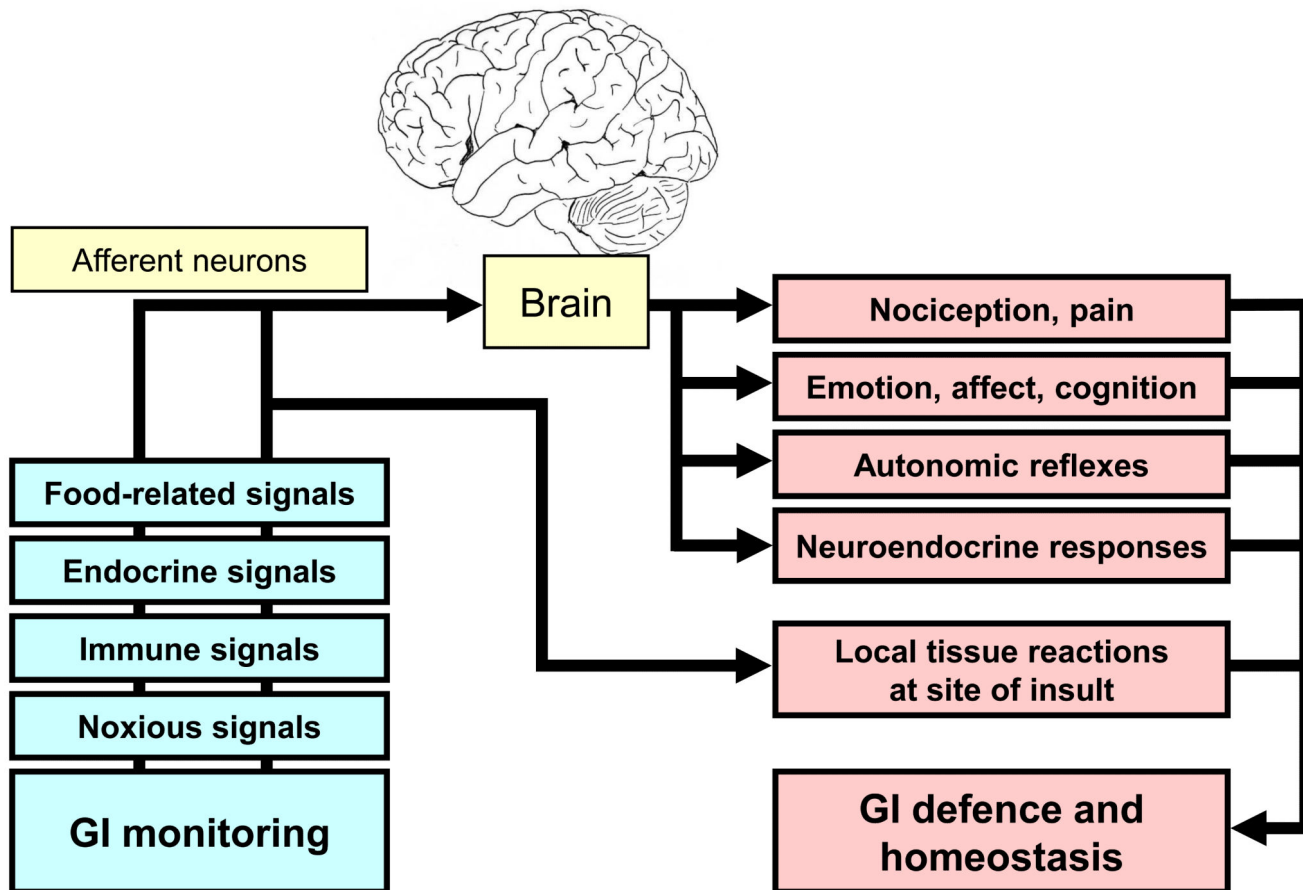 Afferent neurons
Brain
Food-related signals
Endocrine signals
Immune signals
Noxious signals
GI monitoring
Nociception, pain
Emotion, affect, cognition
Autonomic reflexes
Neuroendocrine responses
Local tissue reactions
at site of insult
GI defence and
homeostasis